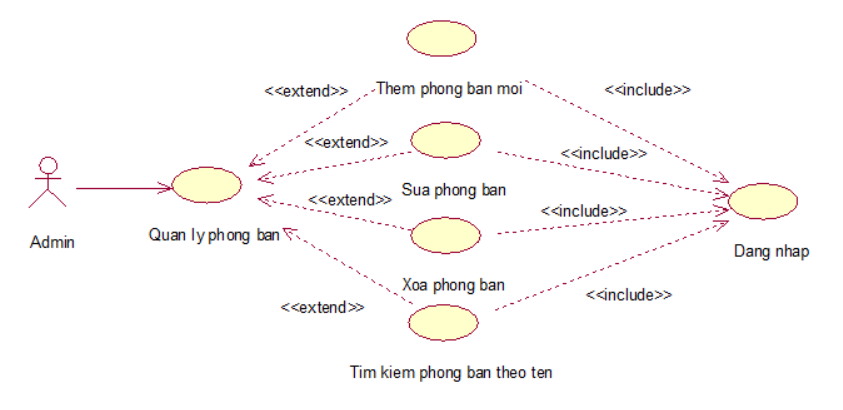 <<extend>>
Them phong ban moi
<<include>>
<<extend>>
<<include>>
Sua phong ban
<<extend>>
<<include>>
Admin
Quan ly phong ban
Dang nhap
Xoa phong ban
<<extend>>
<<include>>
Tim kiem phong ban theo ten